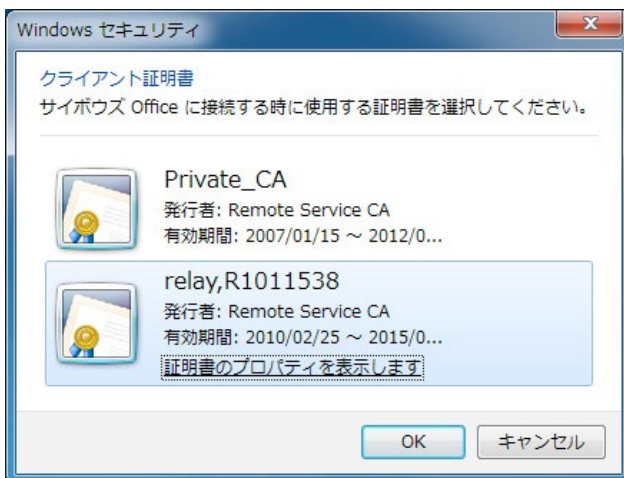 Windows セキュリティ
クライアント証明書
サイボウズ Office に接続する時に使用する証明書を選択してください。
Private_CA
発行者: Remote Service CA
有効期間: 2007/01/15 ～ 2012/0...
relay,R1011538
発行者: Remote Service CA
有効期間: 2010/02/25 ～ 2015/0...
証明書のプロパティを表示します
OK
キャンセル